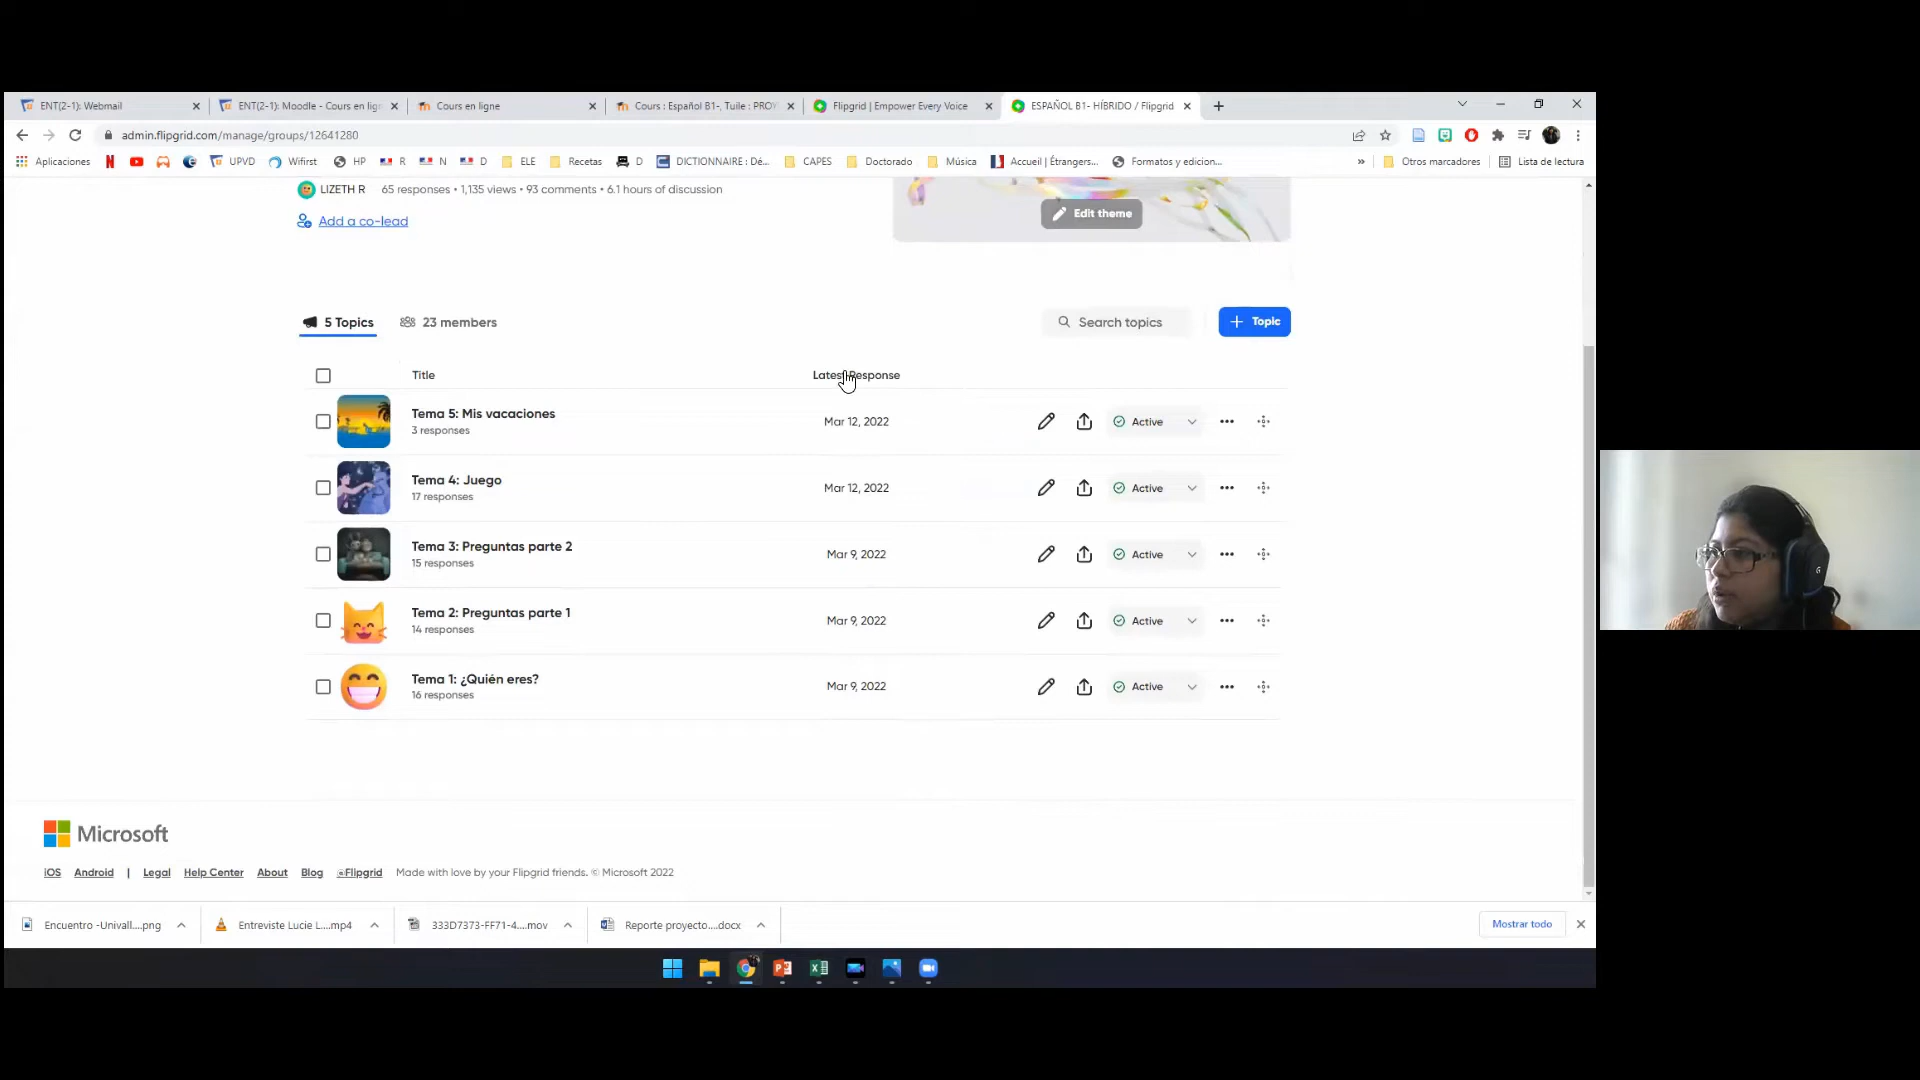 ENT(2-1): Webmail
ENT(2-1): Moodle - Cours en lign
Cours en ligne
Cours : Español B1-, Tuile : PROY
Flipgrid | Empower Every Voice
ESPAÑOL B1- HÍBRIDO / Flipgrid
admin.flipgrid.com/manage/groups/12641280
Aplicaciones
UPVD
Wifirst
HP
R
N
D
ELE
Recetas
D
DICTIONNAIRE : Dé...
CAPES
Doctorado
Música
Accueil | Étrangers...
Formatos y edicion...
»
Otros marcadores
Lista de lectura
LIZETH R 65 responses • 1,135 views • 93 comments • 6.1 hours of discussion
Add a co-lead
Edit theme
5 Topics
23 members
Search topics
+ Topic
Title
Latest Response
Tema 5: Mis vacaciones
3 responses
Mar 12, 2022
Active
Tema 4: Juego
17 responses
Mar 12, 2022
Active
Tema 3: Preguntas parte 2
15 responses
Mar 9, 2022
Active
Tema 2: Preguntas parte 1
14 responses
Mar 9, 2022
Active
Tema 1: ¿Quién eres?
16 responses
Mar 9, 2022
Active
Microsoft
iOS Android | Legal Help Center About Blog @Flipgrid Made with love by your Flipgrid friends. © Microsoft 2022
Encuentro -Univall....png
Entreviste Lucie L....mp4
333D7373-FF71-4....mov
Reporte proyecto....docx
Mostrar todo